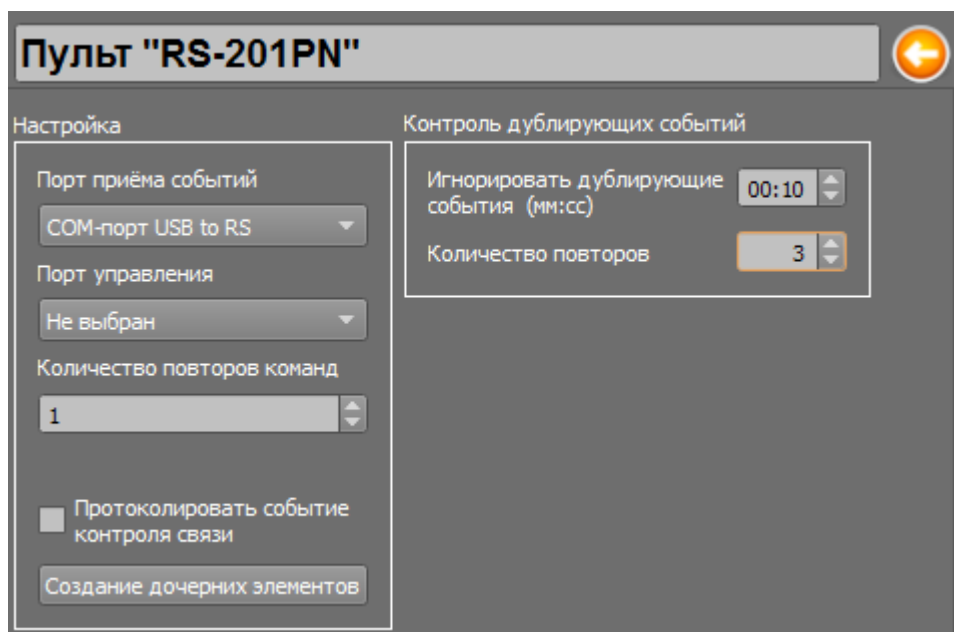 Пульт "RS-201PN"
Настройка
Порт приёма событий
COM-порт USB to RS
Порт управления
Не выбран
Количество повторов команд
1
Протоколировать событие
контроля связи
Создание дочерних элементов
Контроль дублирующих событий
Игнорировать дублирующие
события (мм:сс)
00:10
Количество повторов
3